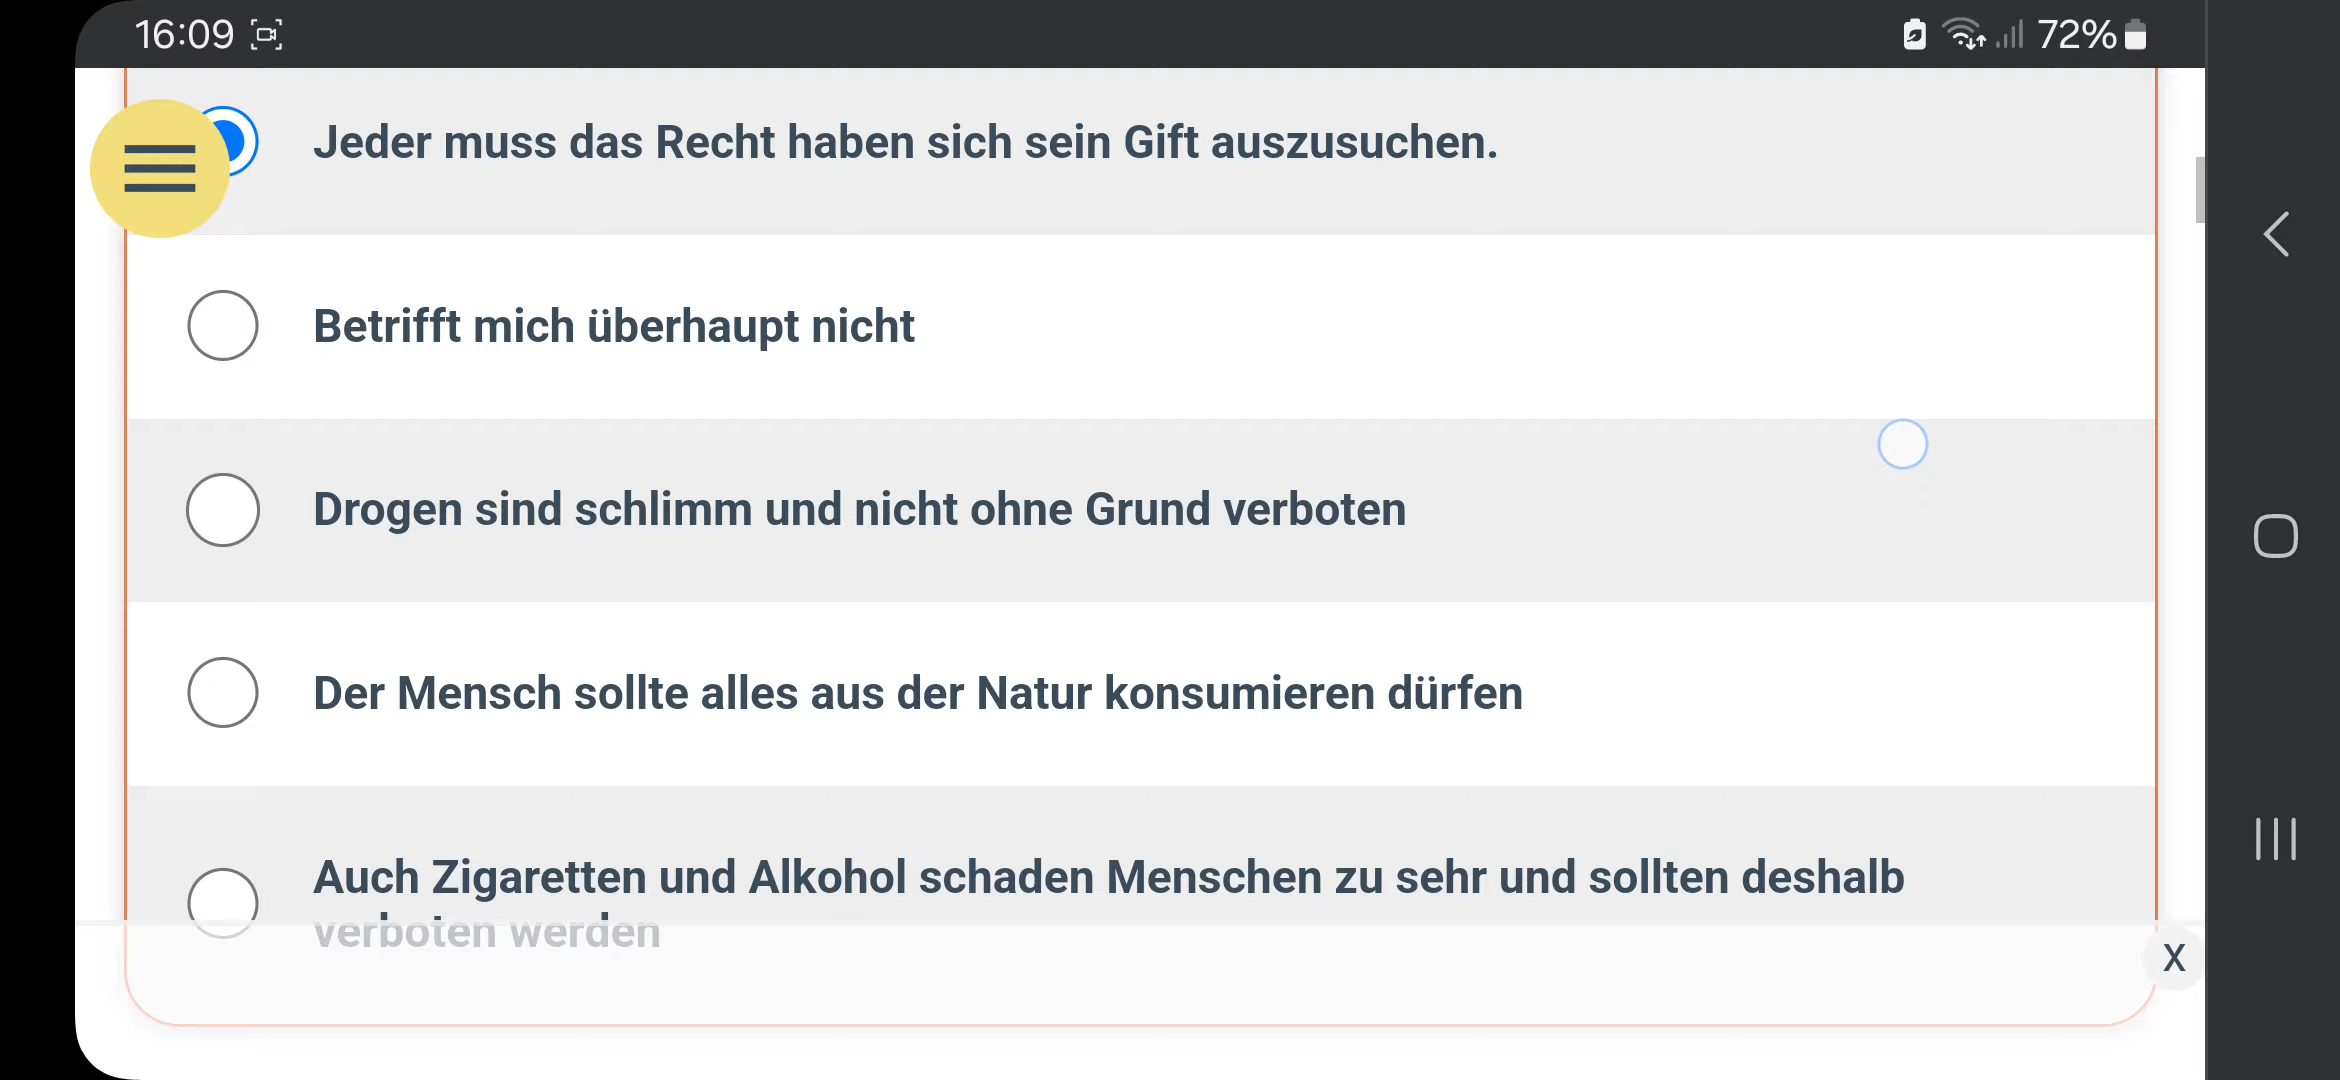 16:09
72%
Jeder muss das Recht haben sich sein Gift auszusuchen.
Betrifft mich überhaupt nicht
Drogen sind schlimm und nicht ohne Grund verboten
Der Mensch sollte alles aus der Natur konsumieren dürfen
Auch Zigaretten und Alkohol schaden Menschen zu sehr und sollten deshalb
verboten werden
X